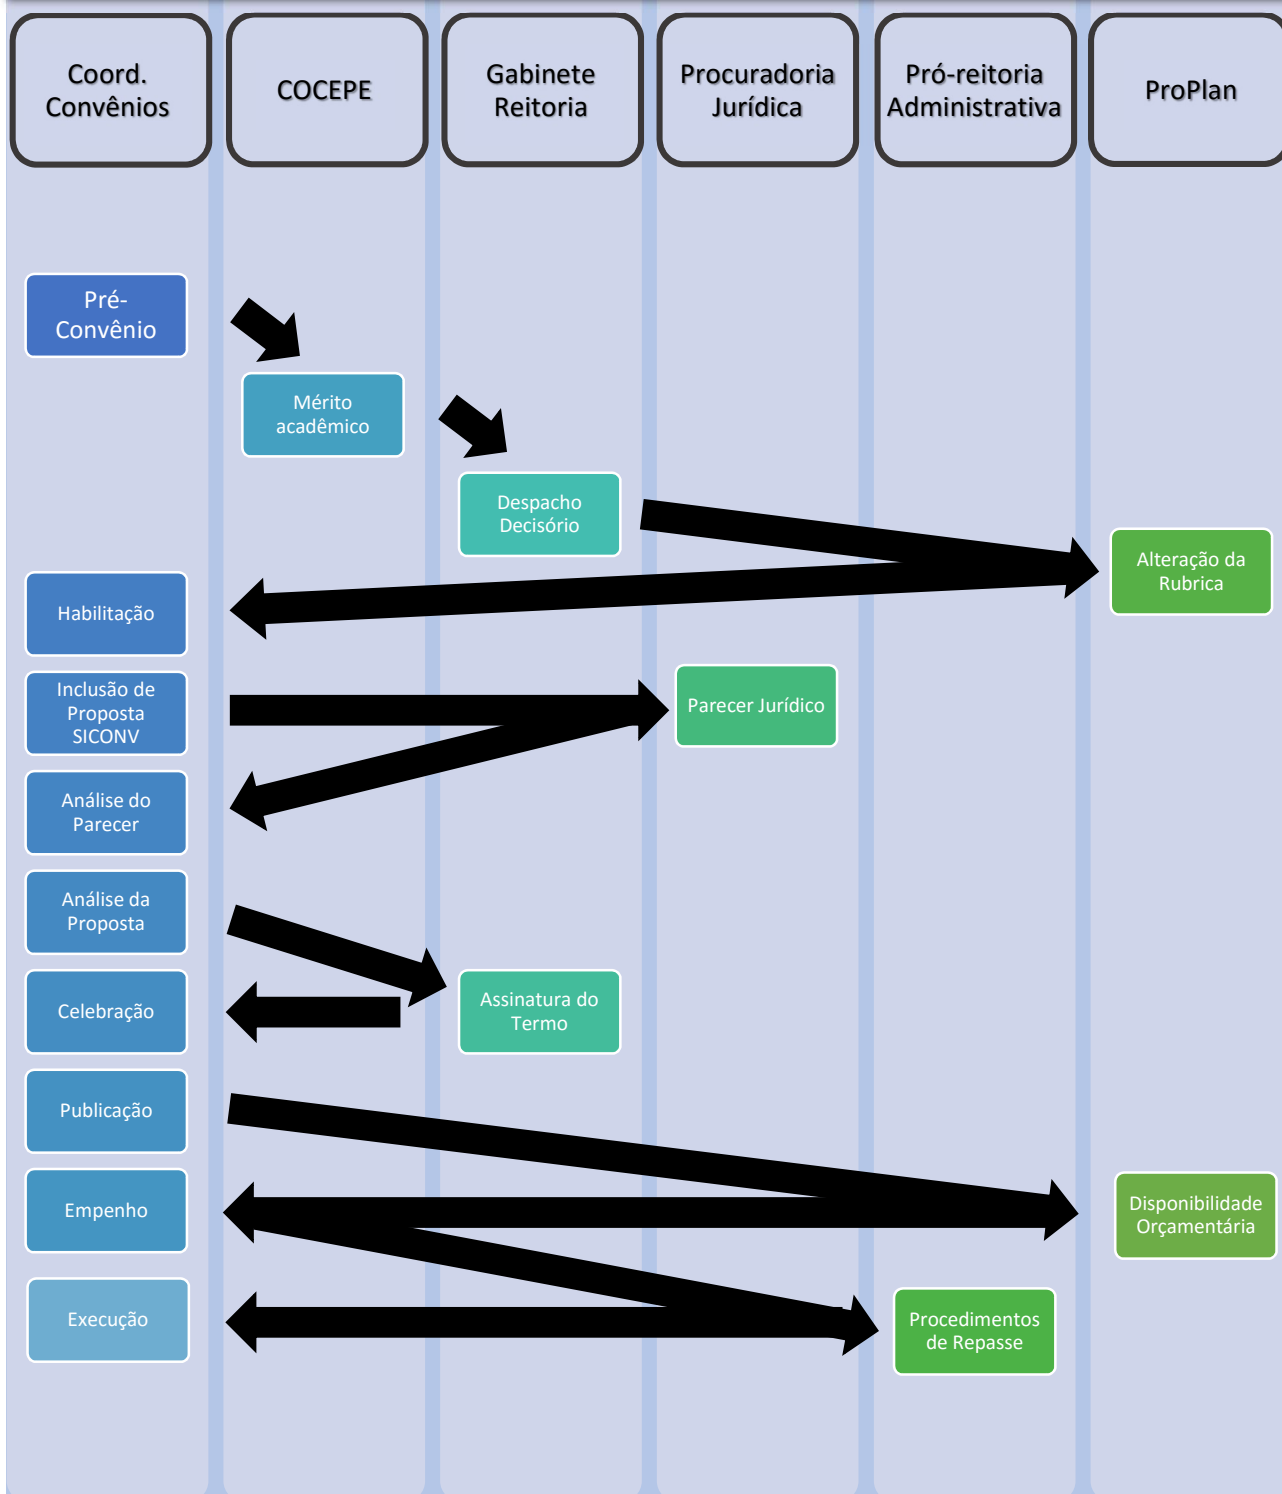 Coord.
Convênios
COCEPE
Gabinete
Reitoria
Procuradoria
Jurídica
Pró-reitoria
Administrativa
ProPlan
Pré-
Convênio
Mérito
acadêmico
Despacho
Decisório
Alteração da
Rubrica
Habilitação
Inclusão de
Proposta
SICONV
Parecer Jurídico
Análise do
Parecer
Análise da
Proposta
Celebração
Assinatura do
Termo
Publicação
Empenho
Disponibilidade
Orçamentária
Execução
Procedimentos
de Repasse